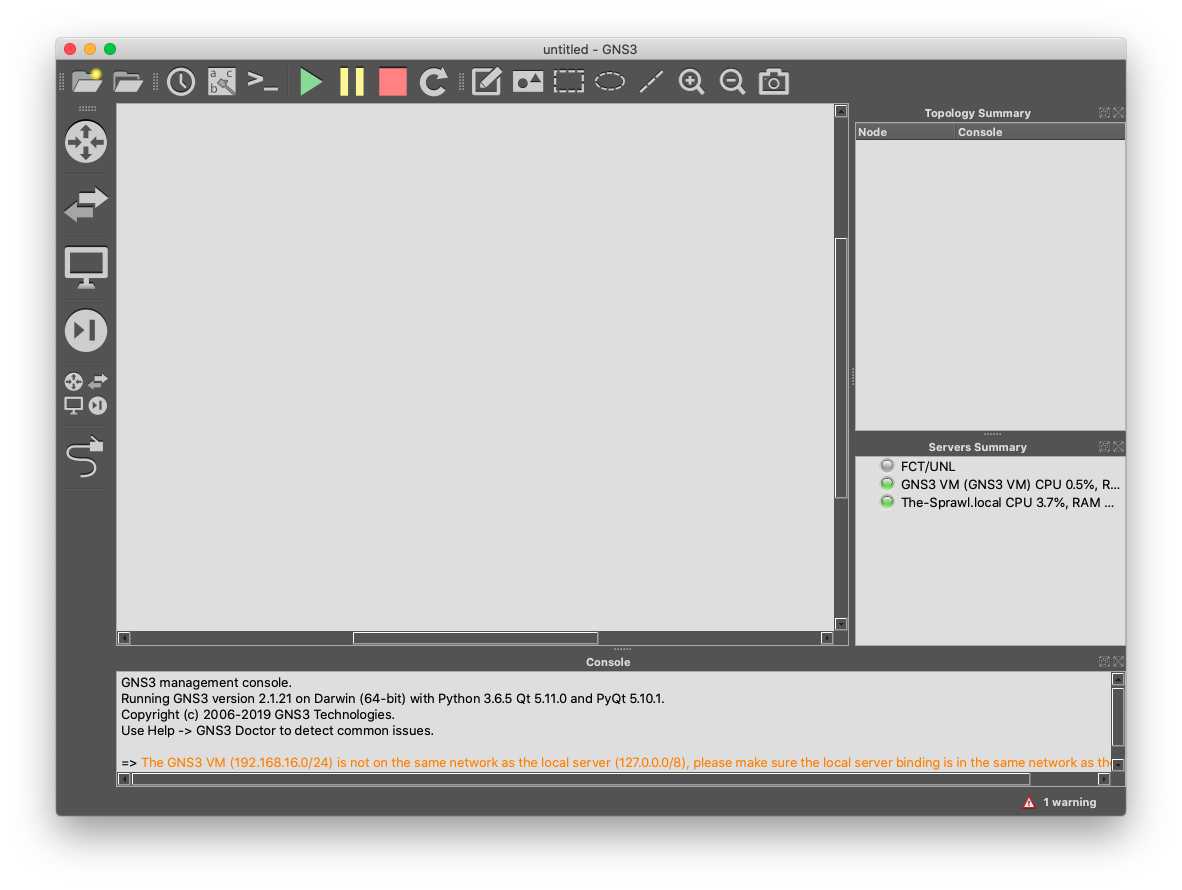 untitled - GNS3
a c
b
Topology Summary
Node Console
Servers Summary
FCT/UNL
GNS3 VM (GNS3 VM) CPU 0.5%, R...
The-Sprawl.local CPU 3.7%, RAM ...
Console
GNS3 management console.
Running GNS3 version 2.1.21 on Darwin (64-bit) with Python 3.6.5 Qt 5.11.0 and PyQt 5.10.1.
Copyright (c) 2006-2019 GNS3 Technologies.
Use Help -> GNS3 Doctor to detect common issues.
=> The GNS3 VM (192.168.16.0/24) is not on the same network as the local server (127.0.0.0/8), please make sure the local server binding is in the same network as
1 warning